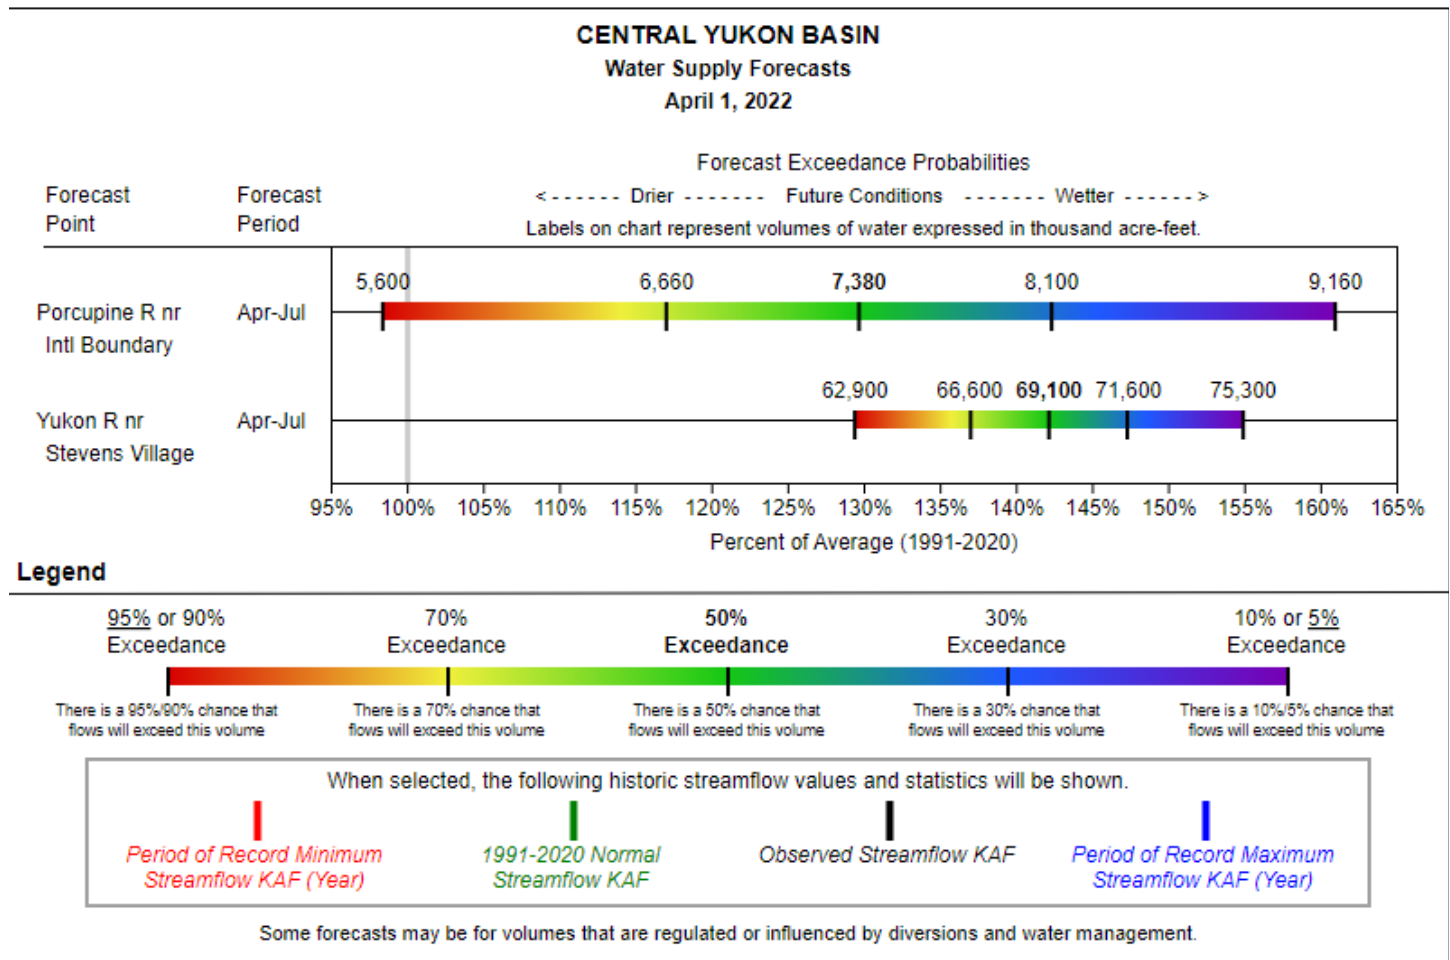 CENTRAL YUKON BASIN
Water Supply Forecasts
April 1, 2022
Forecast Exceedance Probabilities
Forecast Point
Forecast Period
< - - - - - - Drier - - - - - - - Future Conditions - - - - - - - Wetter - - - - - - >
Labels on chart represent volumes of water expressed in thousand acre-feet.
5,600 6,660 7,380 8,100 9,160
Porcupine R nr
Intl Boundary
Apr-Jul
62,900 66,600 69,100 71,600 75,300
Yukon R nr
Stevens Village
Apr-Jul
95% 100% 105% 110% 115% 120% 125% 130% 135% 140% 145% 150% 155% 160% 165%
Percent of Average (1991-2020)
Legend
95% or 90%
Exceedance
There is a 95%/90% chance that
flows will exceed this volume
70%
Exceedance
There is a 70% chance that
flows will exceed this volume
50%
Exceedance
There is a 50% chance that
flows will exceed this volume
30%
Exceedance
There is a 30% chance that
flows will exceed this volume
10% or 5%
Exceedance
There is a 10%/5% chance that
flows will exceed this volume
When selected, the following historic streamflow values and statistics will be shown.
Period of Record Minimum
Streamflow KAF (Year)
1991-2020 Normal
Streamflow KAF
Observed Streamflow KAF
Period of Record Maximum
Streamflow KAF (Year)
Some forecasts may be for volumes that are regulated or influenced by diversions and water management.